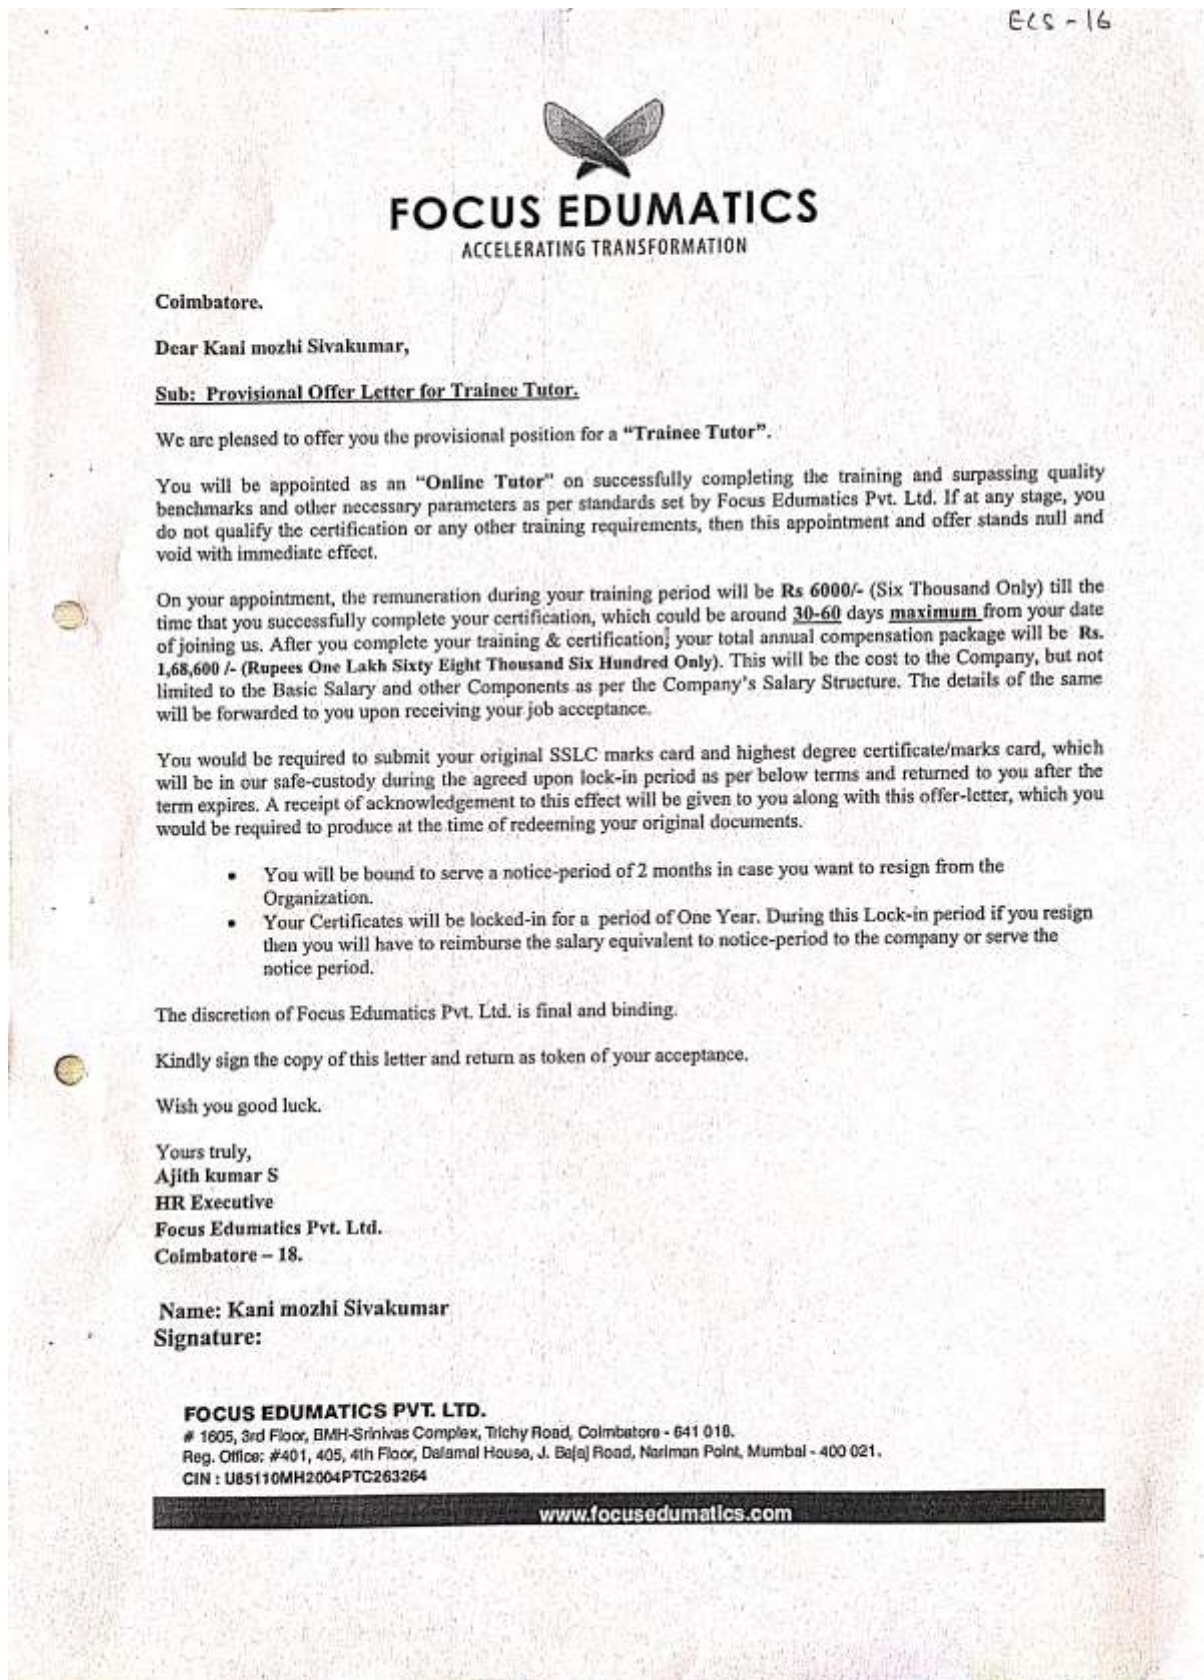 ECS - 16
FOCUS EDUMATICS
ACCELERATING TRANSFORMATION
Coimbatore.
Dear Kani mozhi Sivakumar,
Sub: Provisional Offer Letter for Trainee Tutor.
We are pleased to offer you the provisional position for a “Trainee Tutor”.
You will be appointed as an “Online Tutor” on successfully completing the training and surpassing quality
benchmarks and other necessary parameters as per standards set by Focus Edumatics Pvt. Ltd. If at any stage, you
do not qualify the certification or any other training requirements, then this appointment and offer stands null and
void with immediate effect.
On your appointment, the remuneration during your training period will be Rs 6000/- (Six Thousand Only) till the
time that you successfully complete your certification, which could be around 30-60 days maximum from your date
of joining us. After you complete your training & certification, your total annual compensation package will be Rs.
1,68,600 /- (Rupees One Lakh Sixty Eight Thousand Six Hundred Only). This will be the cost to the Company, but not
limited to the Basic Salary and other Components as per the Company’s Salary Structure. The details of the same
will be forwarded to you upon receiving your job acceptance.
You would be required to submit your original SSLC marks card and highest degree certificate/marks card, which
will be in our safe-custody during the agreed upon lock-in period as per below terms and returned to you after the
term expires. A receipt of acknowledgement to this effect will be given to you along with this offer-letter, which you
would be required to produce at the time of redeeming your original documents.
• You will be bound to serve a notice-period of 2 months in case you want to resign from the
Organization.
• Your Certificates will be locked-in for a period of One Year. During this Lock-in period if you resign
then you will have to reimburse the salary equivalent to notice-period to the company or serve the
notice period.
The discretion of Focus Edumatics Pvt. Ltd. is final and binding.
Kindly sign the copy of this letter and return as token of your acceptance.
Wish you good luck.
Yours truly,
Ajith kumar S
HR Executive
Focus Edumatics Pvt. Ltd.
Coimbatore – 18.
Name: Kani mozhi Sivakumar
Signature:
FOCUS EDUMATICS PVT. LTD.
# 1605, 3rd Floor, BMH-Srinivas Complex, Trichy Road, Coimbatore - 641 018.
Reg. Office: #401, 405, 4th Floor, Dalamal House, J. Bajaj Road, Nariman Point, Mumbai - 400 021.
CIN : U85110MH2004PTC263264
www.focusedumatics.com